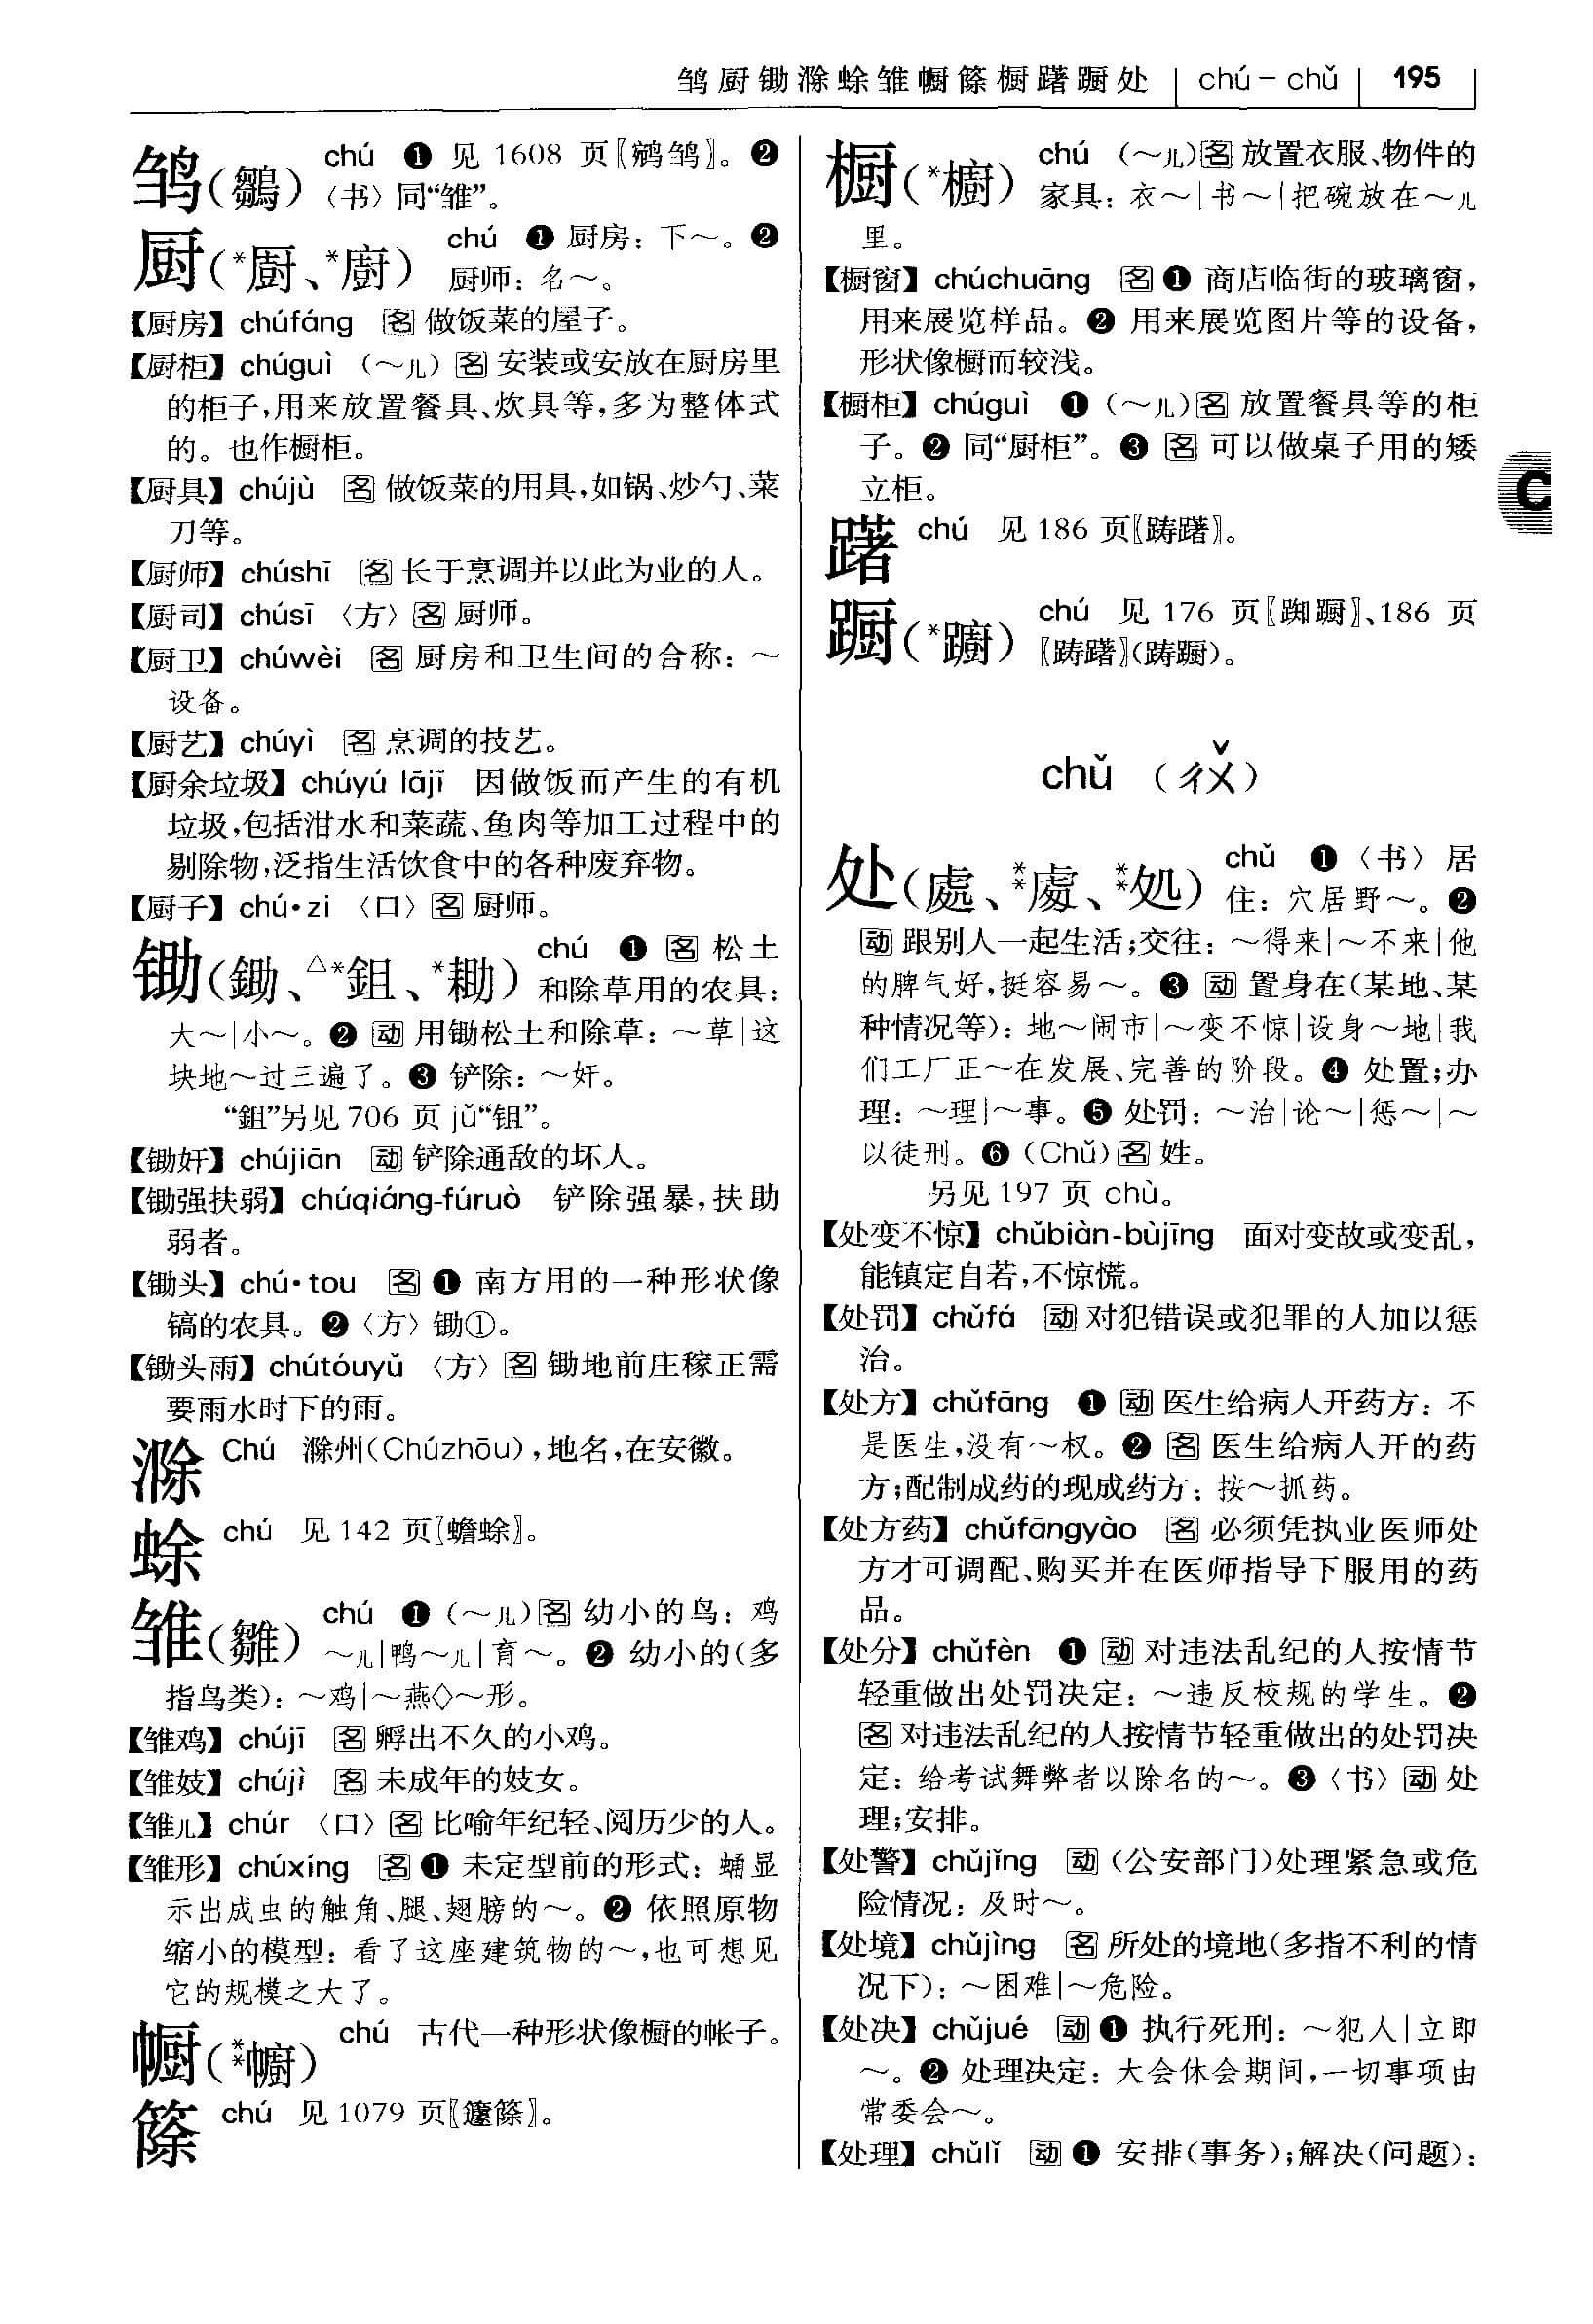 邹厨锄滁蜍雏幮篨橱躇蹰处 chú－chǔ 195
刍鸟(鶵) chú ❶ 见 1608 页〖鹓雏〗。❷
〈书〉同“雏”。
厨(*厨、*廚) chú ❶ 厨房：下～。❷
厨师：名～。
【厨房】chúfáng 名 做饭菜的屋子。
【厨柜】chúguì （～儿）名 安装或安放在厨房里
的柜子，用来放置餐具、炊具等，多为整体式
的。也作橱柜。
【厨具】chújù 名 做饭菜的用具，如锅、炒勺、菜
刀等。
【厨师】chúshī 名 长于烹调并以此为业的人。
【厨司】chúsī 〈方〉名 厨师。
【厨卫】chúwèi 名 厨房和卫生间的合称：～
设备。
【厨艺】chúyì 名 烹调的技艺。
【厨余垃圾】chúyú lājī 因做饭而产生的有机
垃圾，包括泔水和菜蔬、鱼肉等加工过程中的
剔除物，泛指生活饮食中的各种废弃物。
【厨子】chú·zi 〈口〉名 厨师。
锄(鋤、△*鉏、*耡) chú ❶ 名 松土
和除草用的农具：
大～|小～。❷ 动 用锄松土和除草：～草|这
块地～过三遍了。❸ 铲除：～奸。
“鉏”另见 706 页 jǔ“钼”。
【锄奸】chújiān 动 铲除通敌的坏人。
【锄强扶弱】chúqiáng-fúruò 铲除强暴，扶助
弱者。
【锄头】chú·tou 名 ❶ 南方用的一种形状像
镐的农具。❷〈方〉锄①。
【锄头雨】chútóuyǔ 〈方〉名 锄地前庄稼正需
要雨水时下的雨。
滁 Chú 滁州(Chúzhōu)，地名，在安徽。
蜍 chú 见 142 页〖蟾蜍〗。
雏(雛) chú ❶（～儿）名 幼小的鸟：鸡
～儿|鸭～儿|育～。❷ 幼小的(多
指鸟类)：～鸡|～燕◇～形。
【雏鸡】chújī 名 孵出不久的小鸡。
【雏妓】chújì 名 未成年的妓女。
【雏儿】chúr 〈口〉名 比喻年纪轻、阅历少的人。
【雏形】chúxíng 名 ❶ 未定型前的形式：蛹显
示出成虫的触角、腿、翅膀的～。❷ 依照原物
缩小的模型：看了这座建筑物的～，也可想见
它的规模之大了。
幮(**㡡) chú 古代一种形状像橱的帐子。
篨 chú 见 1079 页〖籧篨〗。
橱(*櫥) chú （～儿）名 放置衣服、物件的
家具：衣～|书～|把碗放在～儿
里。
【橱窗】chúchuāng 名 ❶ 商店临街的玻璃窗，
用来展览样品。❷ 用来展览图片等的设备，
形状像橱而较浅。
【橱柜】chúguì ❶（～儿）名 放置餐具等的柜
子。❷ 同“厨柜”。❸ 名 可以做桌子用的矮
立柜。
C
躇 chú 见 186 页〖踌躇〗。
蹰(*躕) chú 见 176 页〖踟蹰〗、186 页
〖踌躇〗(踌蹰)。
chǔ （ㄔㄨˇ）
处(處、**䖏、**処) chǔ ❶〈书〉居
住：穴居野～。❷
动 跟别人一起生活；交往：～得来|～不来|他
的脾气好，挺容易～。❸ 动 置身在(某地、某
种情况等)：地～闹市|～变不惊|设身～地|我
们工厂正～在发展、完善的阶段。❹ 处置；办
理：～理|～事。❺ 处罚：～治|论～|惩～|～
以徒刑。❻（Chǔ）名 姓。
另见 197 页 chù。
【处变不惊】chǔbiàn-bùjīng 面对变故或变乱，
能镇定自若，不惊慌。
【处罚】chǔfá 动 对犯错误或犯罪的人加以惩
治。
【处方】chǔfāng ❶ 动 医生给病人开药方：不
是医生，没有～权。❷ 名 医生给病人开的药
方；配制成药的现成药方：按～抓药。
【处方药】chǔfāngyào 名 必须凭执业医师处
方才可调配、购买并在医师指导下服用的药
品。
【处分】chǔfèn ❶ 动 对违法乱纪的人按情节
轻重做出处罚决定：～违反校规的学生。❷
名 对违法乱纪的人按情节轻重做出的处罚决
定：给考试舞弊者以除名的～。❸〈书〉动 处
理；安排。
【处警】chǔjǐng 动（公安部门）处理紧急或危
险情况：及时～。
【处境】chǔjìng 名 所处的境地(多指不利的情
况下)：～困难|～危险。
【处决】chǔjué 动 ❶ 执行死刑：～犯人|立即
～。❷ 处理决定：大会休会期间，一切事项由
常委会～。
【处理】chǔlǐ 动 ❶ 安排(事务)；解决(问题)：